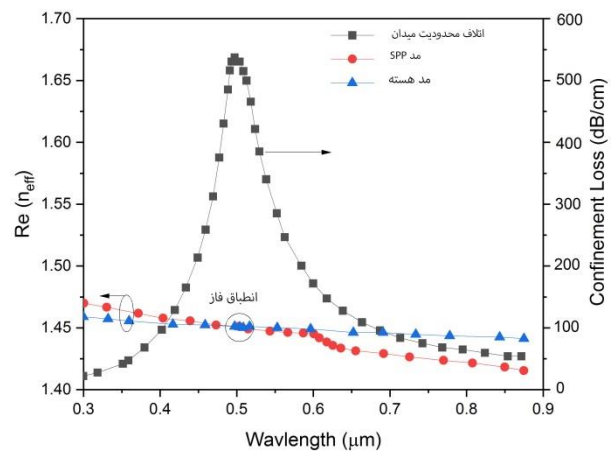 1.70
1.65
1.60
1.55
1.50
1.45
1.40
Re (n_eff)
600
500
400
300
200
100
0
Confinement Loss (dB/cm)
اتلاف محدودیت میدان
مد SPP
مد هسته
انطباق فاز
0.3 0.4 0.5 0.6 0.7 0.8 0.9
Wavelength (μm)